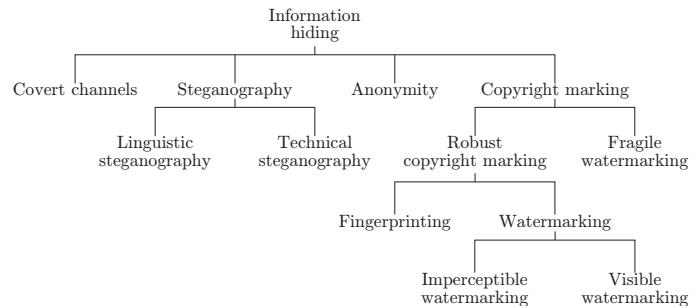 Information
hiding
Covert channels
Steganography
Anonymity
Copyright marking
Linguistic
steganography
Technical
steganography
Robust
copyright marking
Fragile
watermarking
Fingerprinting
Watermarking
Imperceptible
watermarking
Visible
watermarking